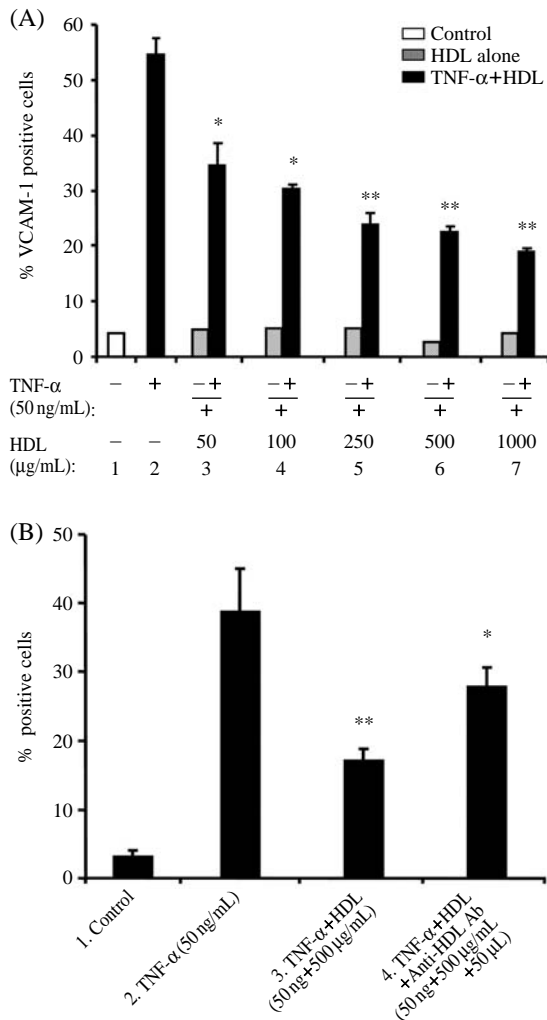 (A)
60
50
40
30
20
10
0
% VCAM-1 positive cells
Control
HDL alone
TNF-α+HDL
* * ** ** **
TNF-α – + – + – + – + – + – +
(50 ng/mL): + + + + +
HDL – – 50 100 250 500 1000
(μg/mL): 1 2 3 4 5 6 7
(B)
50
40
30
20
10
0
% positive cells
**
*
1. Control
2. TNF-α (50 ng/mL)
3. TNF-α+HDL
(50 ng+500 μg/mL)
4. TNF-α+HDL
+Anti-HDL Ab
(50 ng+500 μg/mL
+50 μL)